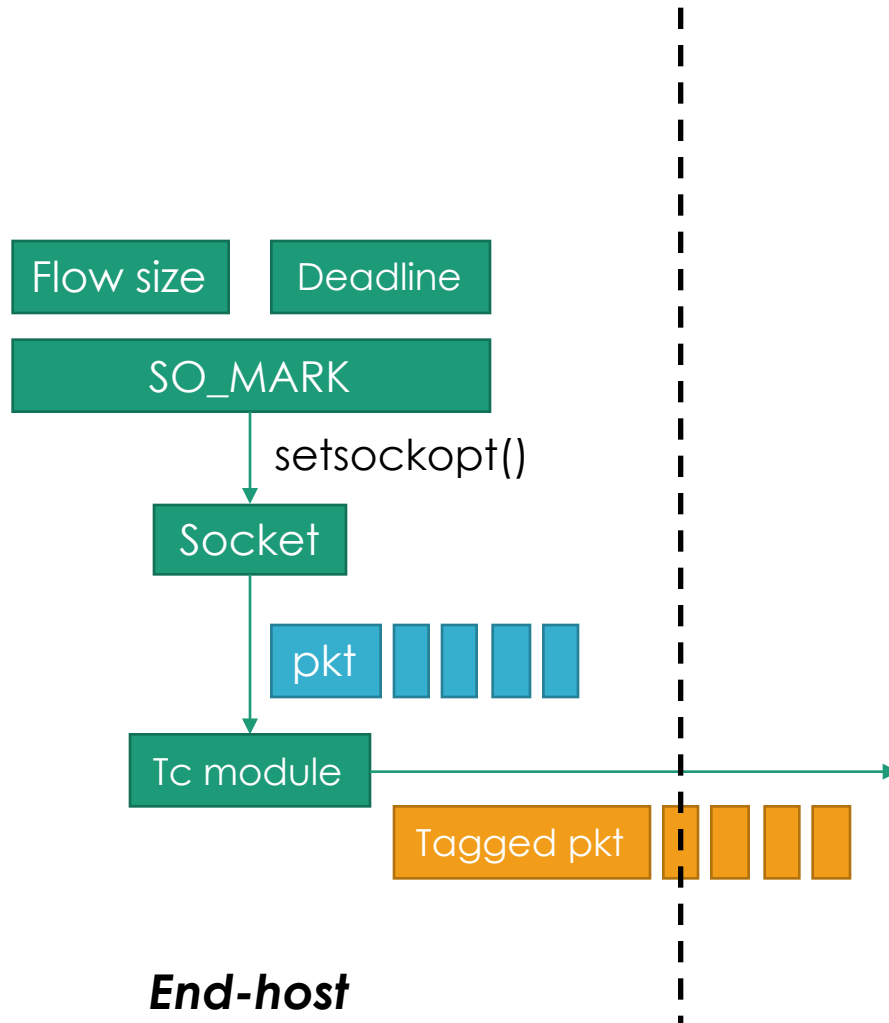 Flow size
Deadline
SO_MARK
setsockopt()
Socket
pkt
Tc module
Tagged pkt
End-host